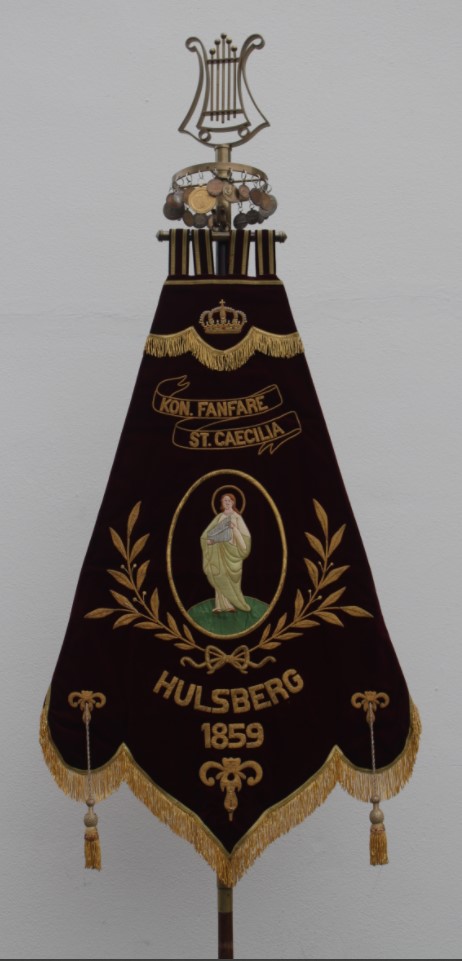 KON. FANFARE
ST. CAECILIA
HULSBERG
1859